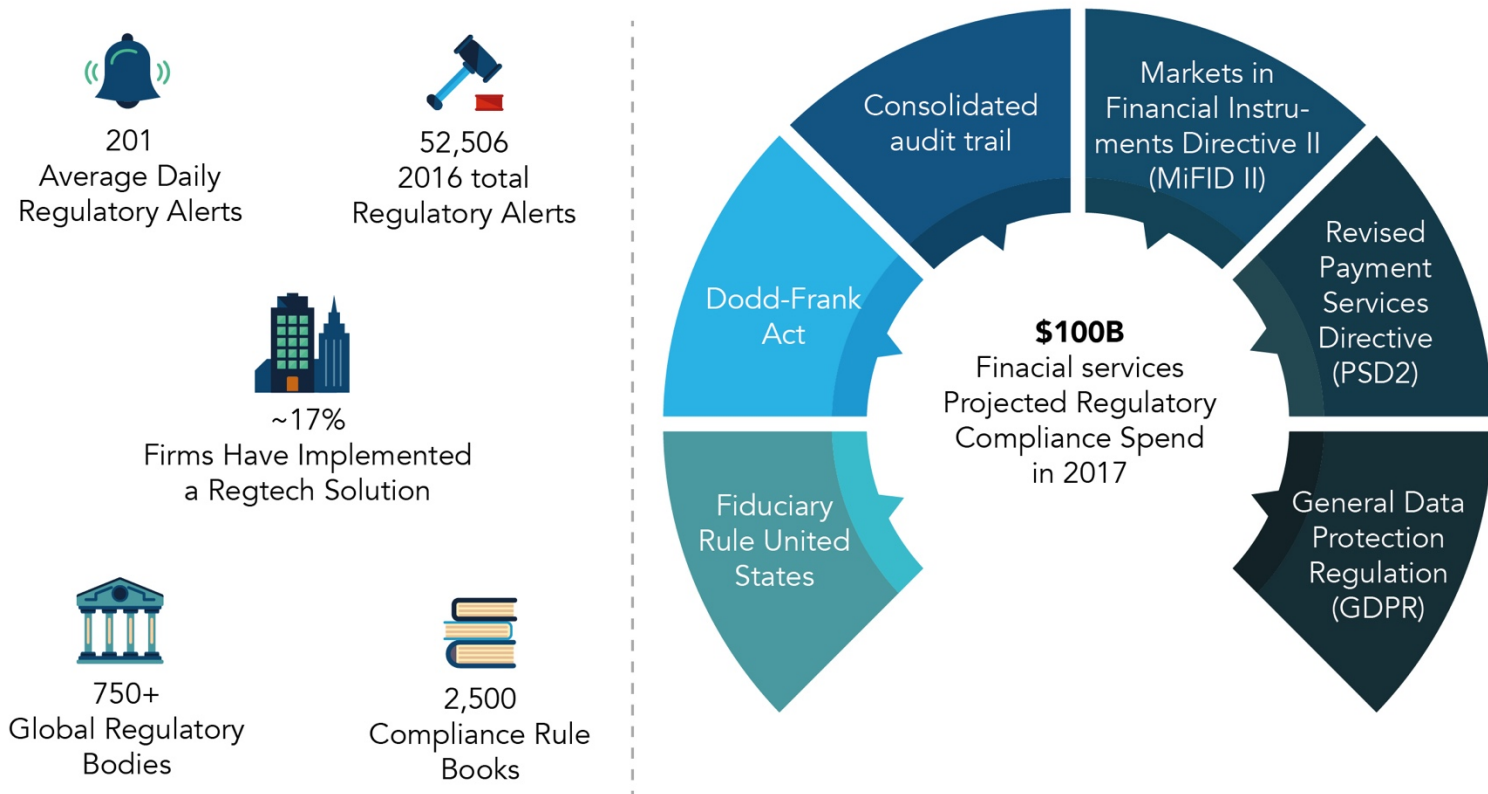 201
Average Daily
Regulatory Alerts
52,506
2016 total
Regulatory Alerts
~17%
Firms Have Implemented
a Regtech Solution
750+
Global Regulatory
Bodies
2,500
Compliance Rule
Books
Fiduciary
Rule United
States
Dodd-Frank
Act
Consolidated
audit trail
Markets in
Financial Instru-
ments Directive II
(MiFID II)
Revised
Payment
Services
Directive
(PSD2)
General Data
Protection
Regulation
(GDPR)
$100B
Finacial services
Projected Regulatory
Compliance Spend
in 2017